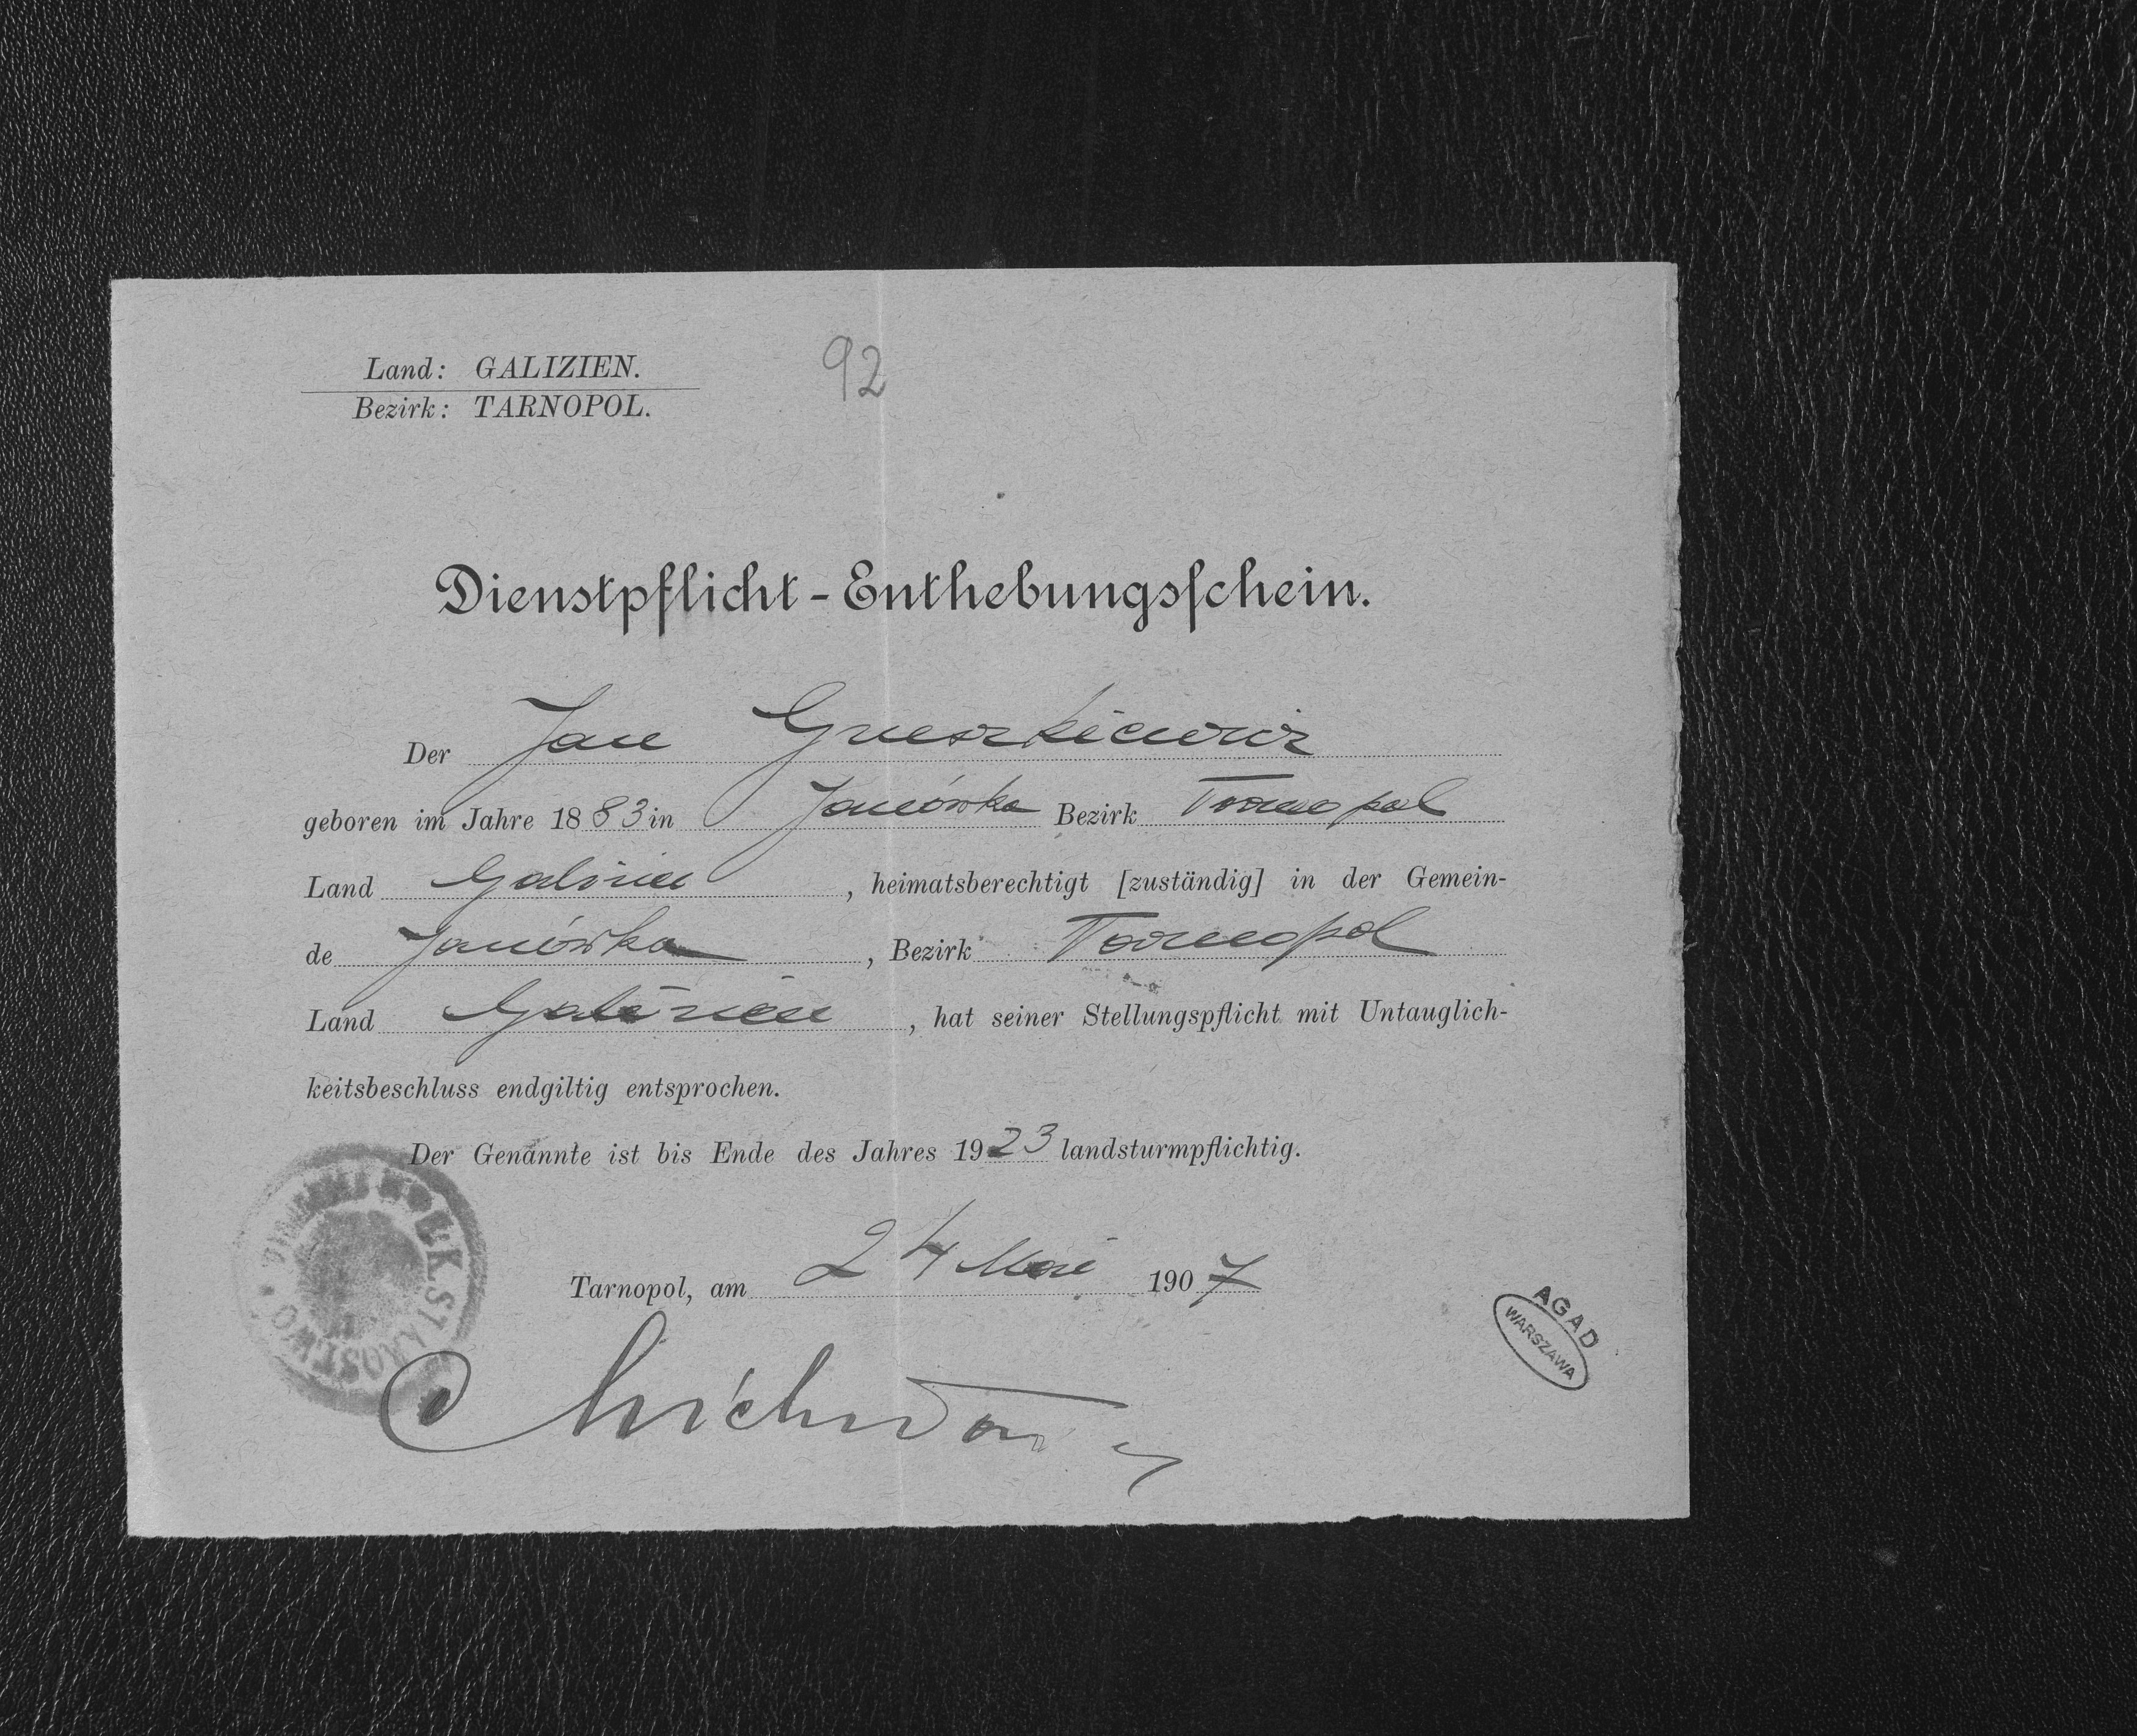 Land: GALIZIEN.
92
Bezirk: TARNOPOL.
Dienstpflicht-Enthebungsschein.
Der Jan Gruszkiewicz
geboren im Jahre 1883 in Janówka Bezirk Tarnopol
Land Galizien, heimatsberechtigt [zuständig] in der Gemein-
de Janówka, Bezirk Tarnopol
Land Galizien, hat seiner Stellungspflicht mit Untauglich-
keitsbeschluss endgiltig entsprochen.
Der Genannte ist bis Ende des Jahres 1923 landsturmpflichtig.
Tarnopol, am 24 Mai 1907
C.K. STAROSTWO
AGAD
WARSZAWA